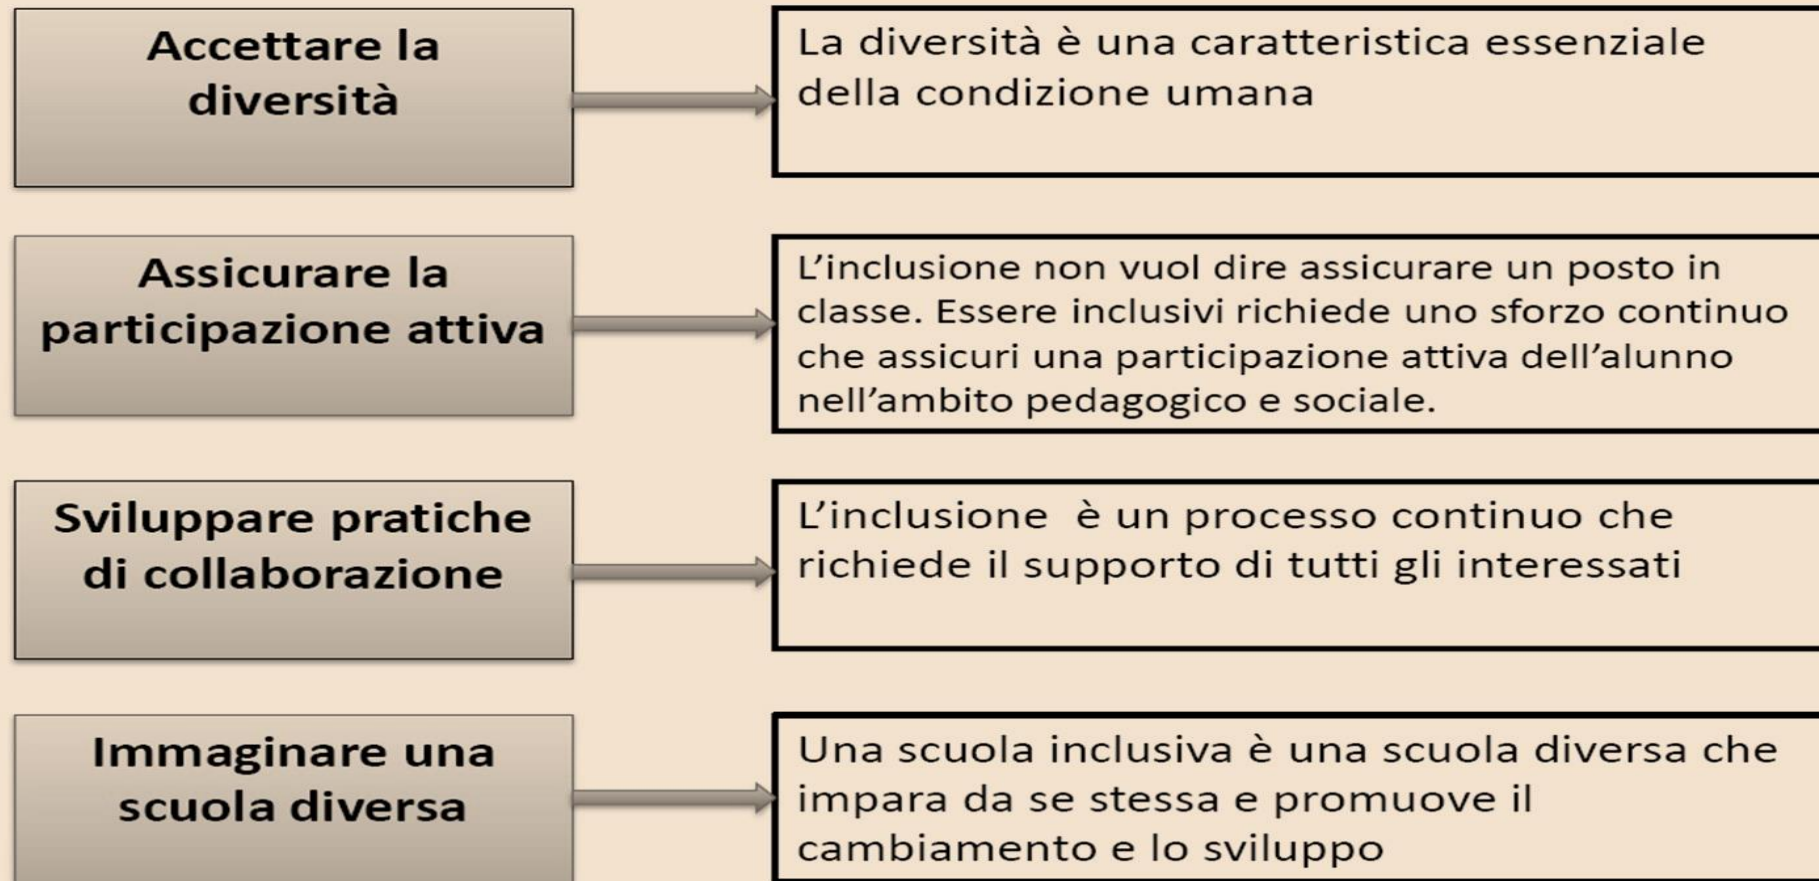 Accettare la
diversità
La diversità è una caratteristica essenziale
della condizione umana
Assicurare la
participazione attiva
L'inclusione non vuol dire assicurare un posto in
classe. Essere inclusivi richiede uno sforzo continuo
che assicuri una participazione attiva dell'alunno
nell'ambito pedagogico e sociale.
Sviluppare pratiche
di collaborazione
L'inclusione è un processo continuo che
richiede il supporto di tutti gli interessati
Immaginare una
scuola diversa
Una scuola inclusiva è una scuola diversa che
impara da se stessa e promuove il
cambiamento e lo sviluppo